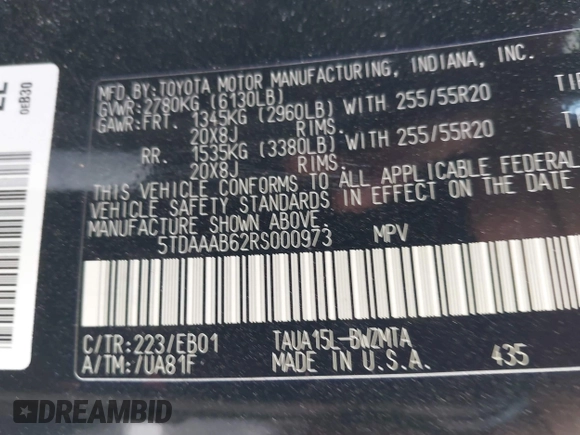 MFD.BY:TOYOTA MOTOR MANUFACTURING, INDIANA, INC.
GVWR:2780KG (6130LB)
GAWR:FRT. 1345KG (2960LB) WITH 255/55R20
20X8J RIMS.
RR. 1535KG (3380LB) WITH 255/55R20
20X8J RIMS.
THIS VEHICLE CONFORMS TO ALL APPLICABLE FEDERAL
VEHICLE SAFETY STANDARDS IN EFFECT ON THE DATE
MANUFACTURE SHOWN ABOVE.
5TDAAAB62RS000973 MPV
C/TR:223/EB01 TAUA15L-BWZMTA
A/TM:/UA81F MADE IN U.S.A. 435
0EB30
DREAMBID